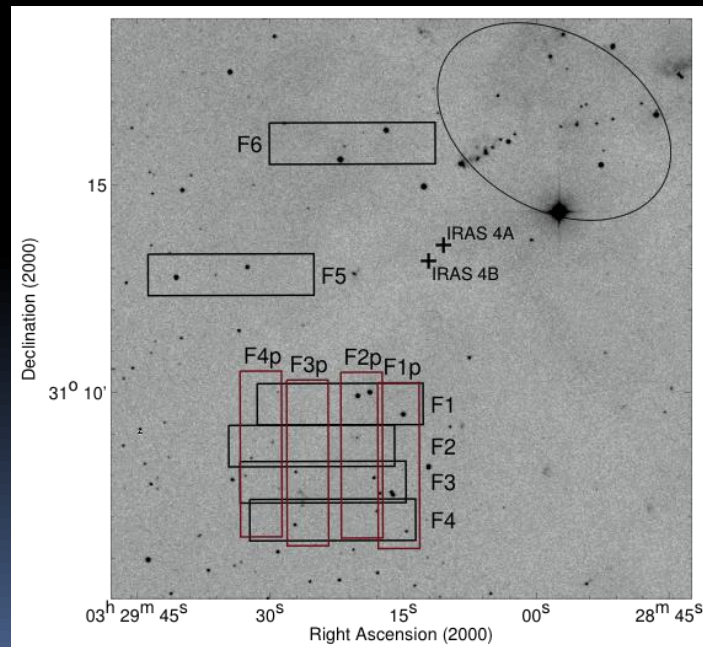 F6
15
IRAS 4A
IRAS 4B
F5
Declination (2000)
F4p F3p F2p F1p
31° 10'
F1
F2
F3
F4
03ʰ 29ᵐ 45ˢ 30ˢ 15ˢ 00ˢ 28ᵐ 45ˢ
Right Ascension (2000)